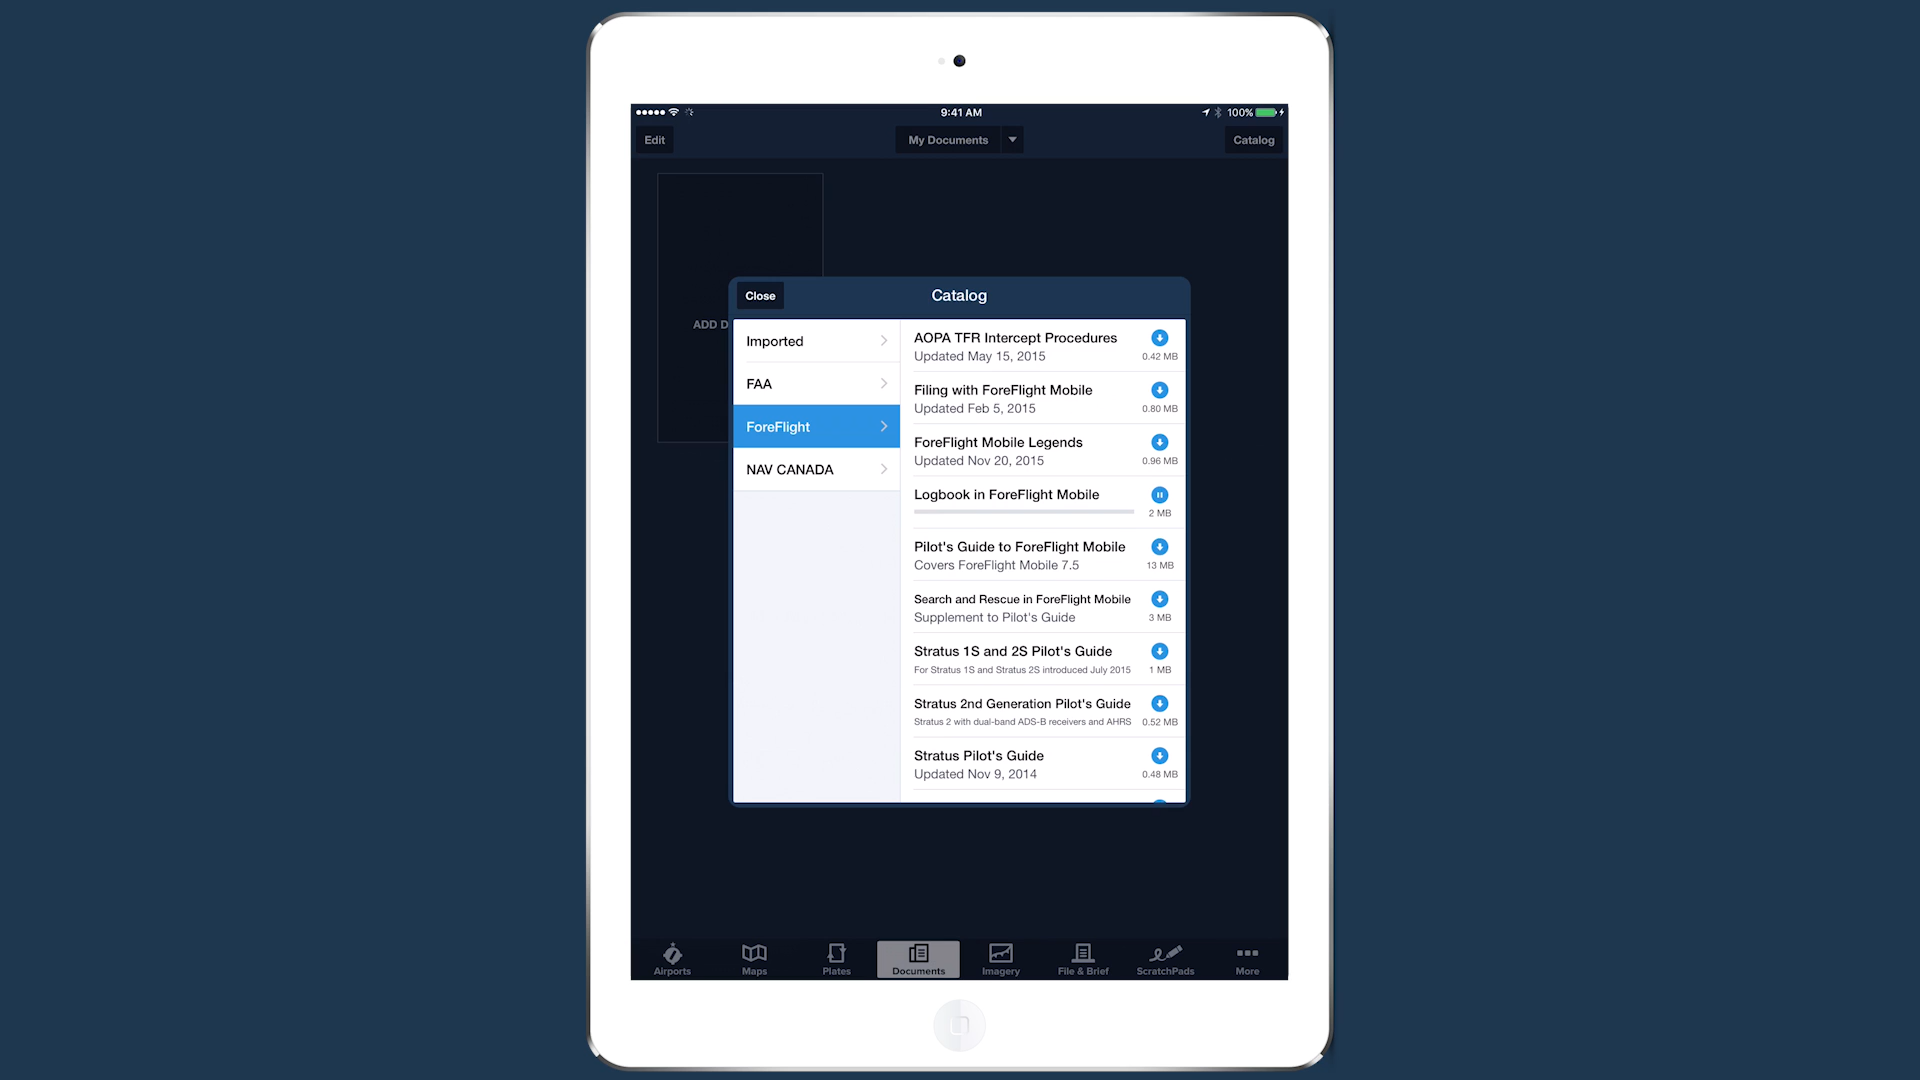 9:41 AM
100%
Edit
My Documents
Catalog
ADD D
Close
Catalog
Imported
FAA
ForeFlight
NAV CANADA
AOPA TFR Intercept Procedures
Updated May 15, 2015
0.42 MB
Filing with ForeFlight Mobile
Updated Feb 5, 2015
0.80 MB
ForeFlight Mobile Legends
Updated Nov 20, 2015
0.96 MB
Logbook in ForeFlight Mobile
2 MB
Pilot's Guide to ForeFlight Mobile
Covers ForeFlight Mobile 7.5
13 MB
Search and Rescue in ForeFlight Mobile
Supplement to Pilot's Guide
3 MB
Stratus 1S and 2S Pilot's Guide
For Stratus 1S and Stratus 2S introduced July 2015
1 MB
Stratus 2nd Generation Pilot's Guide
Stratus 2 with dual-band ADS-B receivers and AHRS
0.52 MB
Stratus Pilot's Guide
Updated Nov 9, 2014
0.48 MB
Airports
Maps
Plates
Documents
Imagery
File & Brief
ScratchPads
More